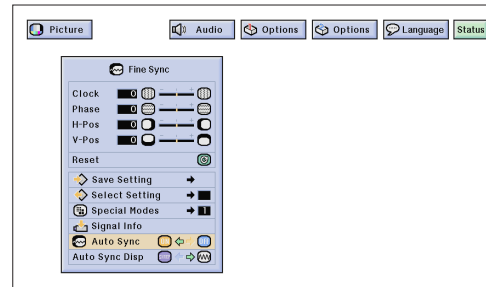 Picture
Audio
Options
Options
Language
Status
Fine Sync
Clock 0
Phase 0
H-Pos 0
V-Pos 0
Reset
Save Setting
Select Setting
Special Modes 1
Signal Info
Auto Sync
Auto Sync Disp